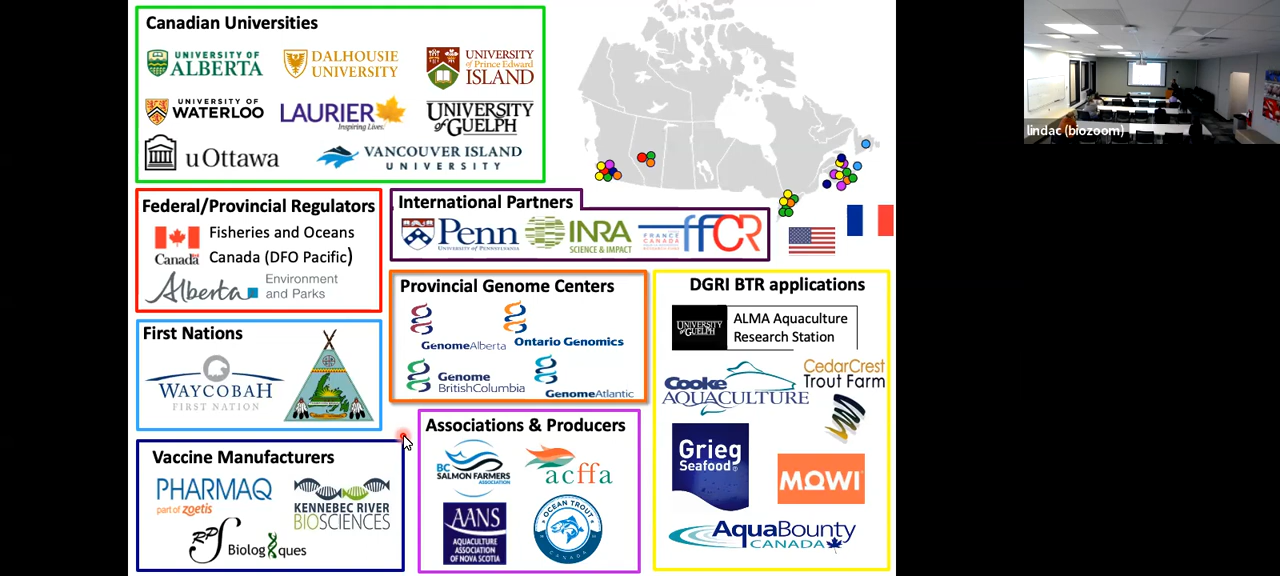 Canadian Universities
UNIVERSITY OF
ALBERTA
DALHOUSIE
UNIVERSITY
UNIVERSITY
of Prince Edward
ISLAND
UNIVERSITY OF
WATERLOO
LAURIER
Inspiring Lives.
UNIVERSITY
of GUELPH
uOttawa
VANCOUVER ISLAND
UNIVERSITY
Federal/Provincial Regulators
Fisheries and Oceans
Canada (DFO Pacific)
Canada
Alberta
Environment
and Parks
International Partners
Penn
UNIVERSITY OF PENNSYLVANIA
INRA
SCIENCE & IMPACT
FRANCE
CANADA
ffCR
First Nations
WAYCOBAH
FIRST NATION
Provincial Genome Centers
GenomeAlberta
Ontario Genomics
Genome
BritishColumbia
GenomeAtlantic
DGRI BTR applications
UNIVERSITY
of GUELPH
ALMA Aquaculture
Research Station
CedarCrest
Trout Farm
Cooke
AQUACULTURE
Grieg
Seafood
MOWI
AquaBounty
CANADA
Vaccine Manufacturers
PHARMAQ
part of zoetis
KENNEBEC RIVER
BIOSCIENCES
RPS
Biologiques
Associations & Producers
BC
SALMON FARMERS
ASSOCIATION
acffa
AANS
AQUACULTURE
ASSOCIATION
OF NOVA SCOTIA
OCEAN TROUT
CANADA
lindac (biozoom)